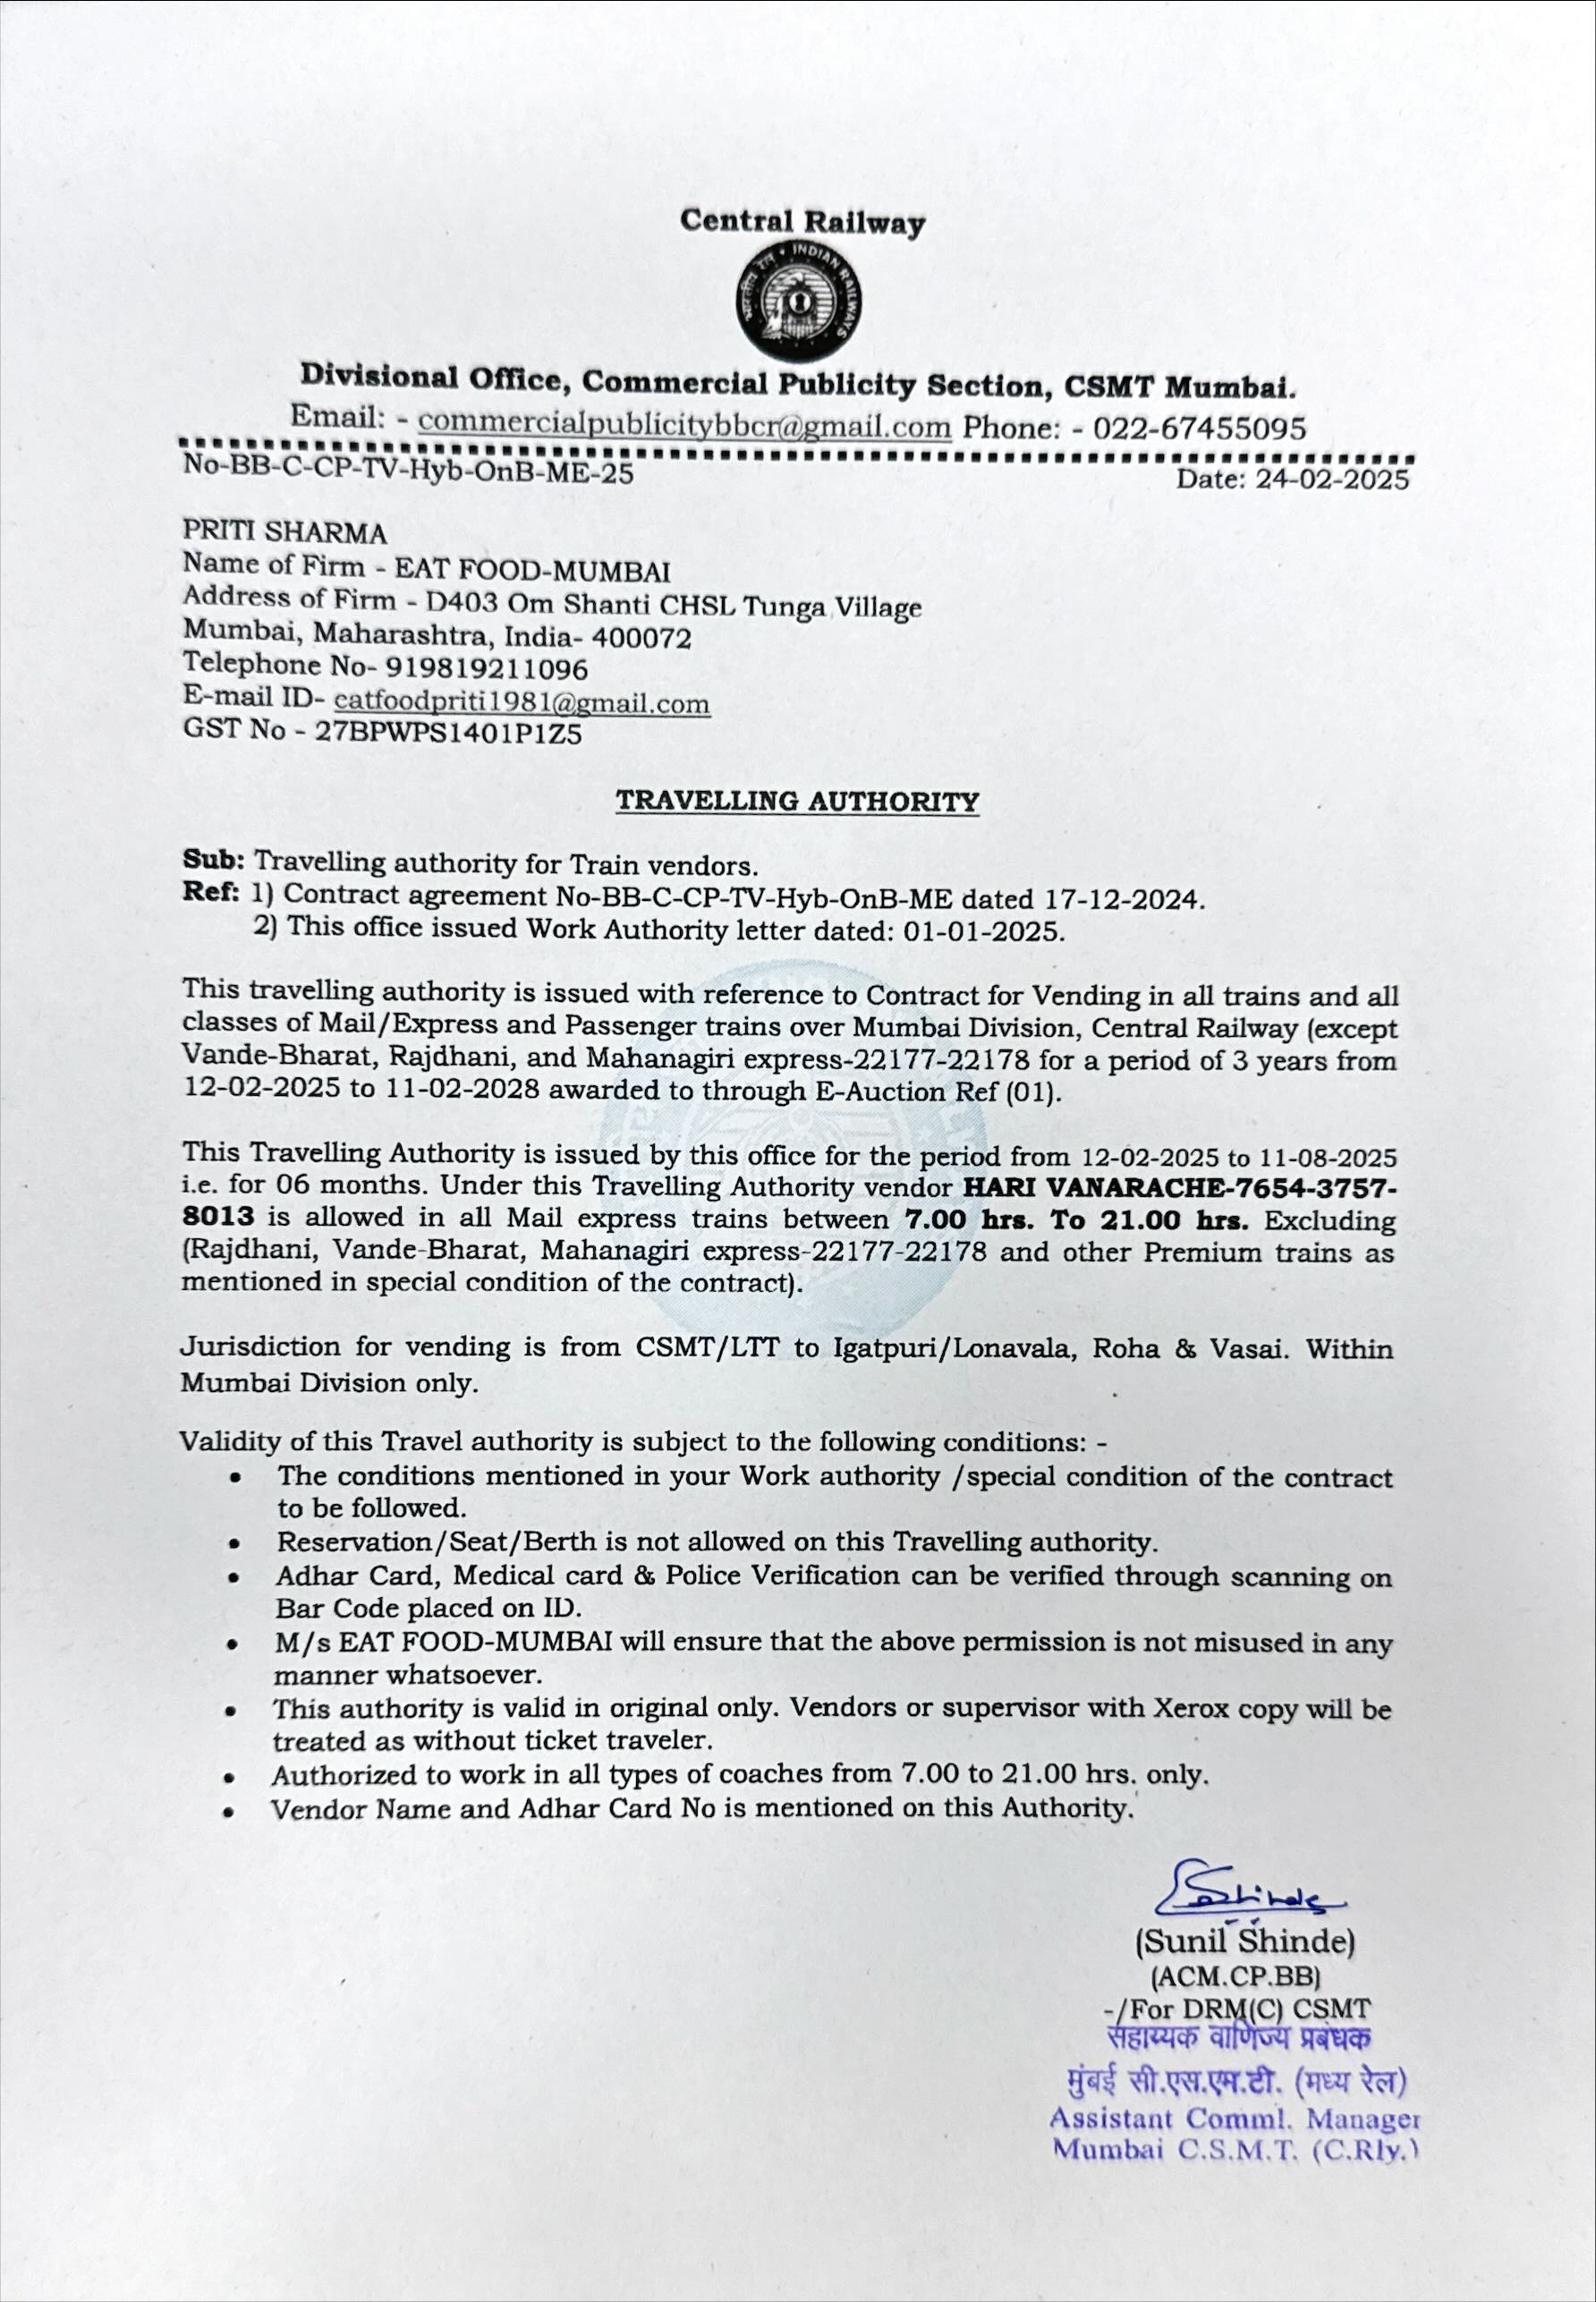 Central Railway
भारतीय रेल • INDIAN RAILWAYS
Divisional Office, Commercial Publicity Section, CSMT Mumbai.
Email: - commercialpublicitybbcr@gmail.com Phone: - 022-67455095
No-BB-C-CP-TV-Hyb-OnB-ME-25 Date: 24-02-2025
PRITI SHARMA
Name of Firm - EAT FOOD-MUMBAI
Address of Firm - D403 Om Shanti CHSL Tunga Village
Mumbai, Maharashtra, India- 400072
Telephone No- 919819211096
E-mail ID- eatfoodpriti1981@gmail.com
GST No - 27BPWPS1401P1Z5
TRAVELLING AUTHORITY
Sub: Travelling authority for Train vendors.
Ref: 1) Contract agreement No-BB-C-CP-TV-Hyb-OnB-ME dated 17-12-2024.
2) This office issued Work Authority letter dated: 01-01-2025.
This travelling authority is issued with reference to Contract for Vending in all trains and all
classes of Mail/Express and Passenger trains over Mumbai Division, Central Railway (except
Vande-Bharat, Rajdhani, and Mahanagiri express-22177-22178 for a period of 3 years from
12-02-2025 to 11-02-2028 awarded to through E-Auction Ref (01).
This Travelling Authority is issued by this office for the period from 12-02-2025 to 11-08-2025
i.e. for 06 months. Under this Travelling Authority vendor HARI VANARACHE-7654-3757-
8013 is allowed in all Mail express trains between 7.00 hrs. To 21.00 hrs. Excluding
(Rajdhani, Vande-Bharat, Mahanagiri express-22177-22178 and other Premium trains as
mentioned in special condition of the contract).
Jurisdiction for vending is from CSMT/LTT to Igatpuri/Lonavala, Roha & Vasai. Within
Mumbai Division only.
Validity of this Travel authority is subject to the following conditions: -
• The conditions mentioned in your Work authority /special condition of the contract
to be followed.
• Reservation/Seat/Berth is not allowed on this Travelling authority.
• Adhar Card, Medical card & Police Verification can be verified through scanning on
Bar Code placed on ID.
• M/s EAT FOOD-MUMBAI will ensure that the above permission is not misused in any
manner whatsoever.
• This authority is valid in original only. Vendors or supervisor with Xerox copy will be
treated as without ticket traveler.
• Authorized to work in all types of coaches from 7.00 to 21.00 hrs. only.
• Vendor Name and Adhar Card No is mentioned on this Authority.
Shinde
(Sunil Shinde)
(ACM.CP.BB)
-/For DRM(C) CSMT
सहाय्यक वाणिज्य प्रबंधक
मुंबई सी.एस.एम.टी. (मध्य रेल)
Assistant Comml. Manager
Mumbai C.S.M.T. (C.Rly.)